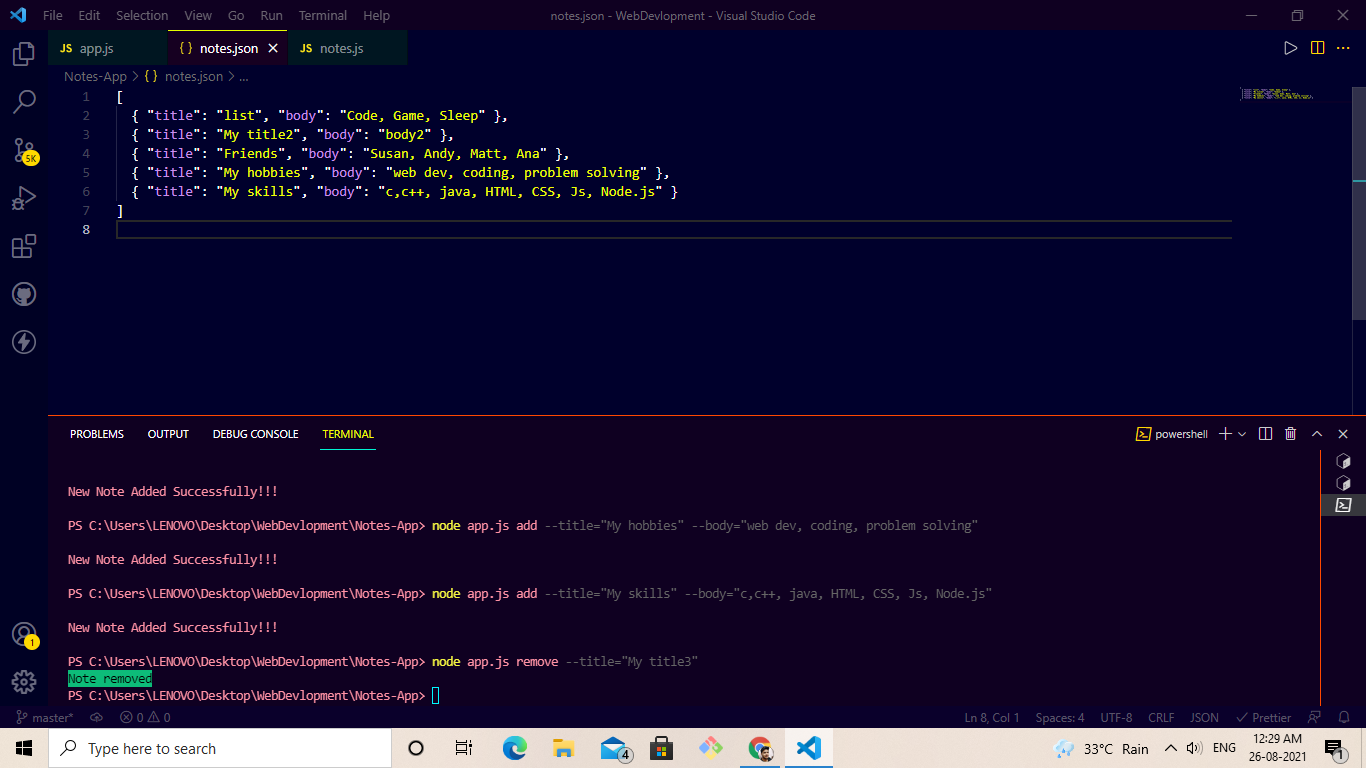 File Edit Selection View Go Run Terminal Help notes.json - WebDevlopment - Visual Studio Code
JS app.js { } notes.json JS notes.js
Notes-App > { } notes.json > ...
1 [
2 { "title": "list", "body": "Code, Game, Sleep" },
3 { "title": "My title2", "body": "body2" },
4 { "title": "Friends", "body": "Susan, Andy, Matt, Ana" },
5 { "title": "My hobbies", "body": "web dev, coding, problem solving" },
6 { "title": "My skills", "body": "c,c++, java, HTML, CSS, Js, Node.js" }
7 ]
8
5K
PROBLEMS OUTPUT DEBUG CONSOLE TERMINAL powershell
New Note Added Successfully!!!
PS C:\Users\LENOVO\Desktop\WebDevlopment\Notes-App> node app.js add --title="My hobbies" --body="web dev, coding, problem solving"
New Note Added Successfully!!!
PS C:\Users\LENOVO\Desktop\WebDevlopment\Notes-App> node app.js add --title="My skills" --body="c,c++, java, HTML, CSS, Js, Node.js"
New Note Added Successfully!!!
1
PS C:\Users\LENOVO\Desktop\WebDevlopment\Notes-App> node app.js remove --title="My title3"
Note removed
PS C:\Users\LENOVO\Desktop\WebDevlopment\Notes-App>
master* 0 0 Ln 8, Col 1 Spaces: 4 UTF-8 CRLF JSON Prettier
Type here to search 4 33°C Rain ENG 12:29 AM 1
26-08-2021